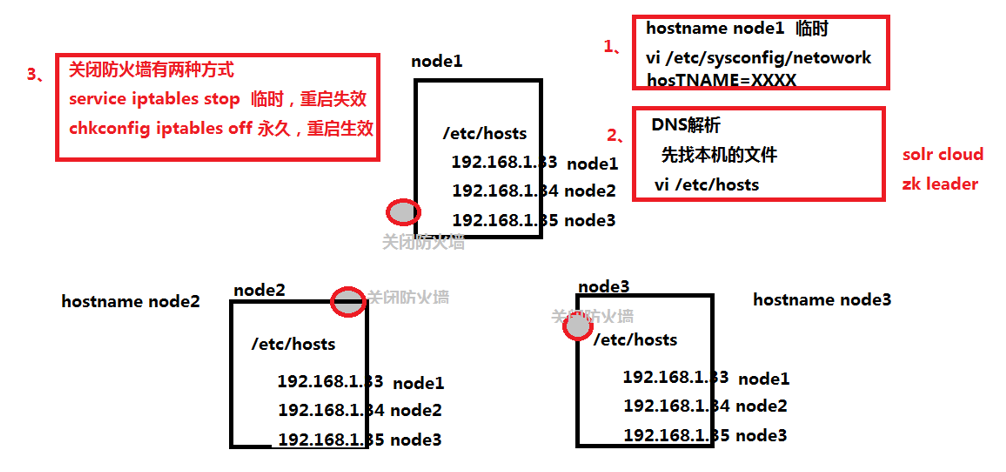 3、
关闭防火墙有两种方式
service iptables stop 临时，重启失效
chkconfig iptables off 永久，重启生效
node1
/etc/hosts
192.168.1.33 node1
192.168.1.34 node2
192.168.1.35 node3
关闭防火墙
1、
hostname node1 临时
vi /etc/sysconfig/netowork
hosTNAME=XXXX
2、
DNS解析
先找本机的文件
vi /etc/hosts
solr cloud
zk leader
hostname node2
node2
关闭防火墙
/etc/hosts
192.168.1.33 node1
192.168.1.34 node2
192.168.1.35 node3
node3
关闭防火墙
hostname node3
/etc/hosts
192.168.1.33 node1
192.168.1.34 node2
192.168.1.35 node3